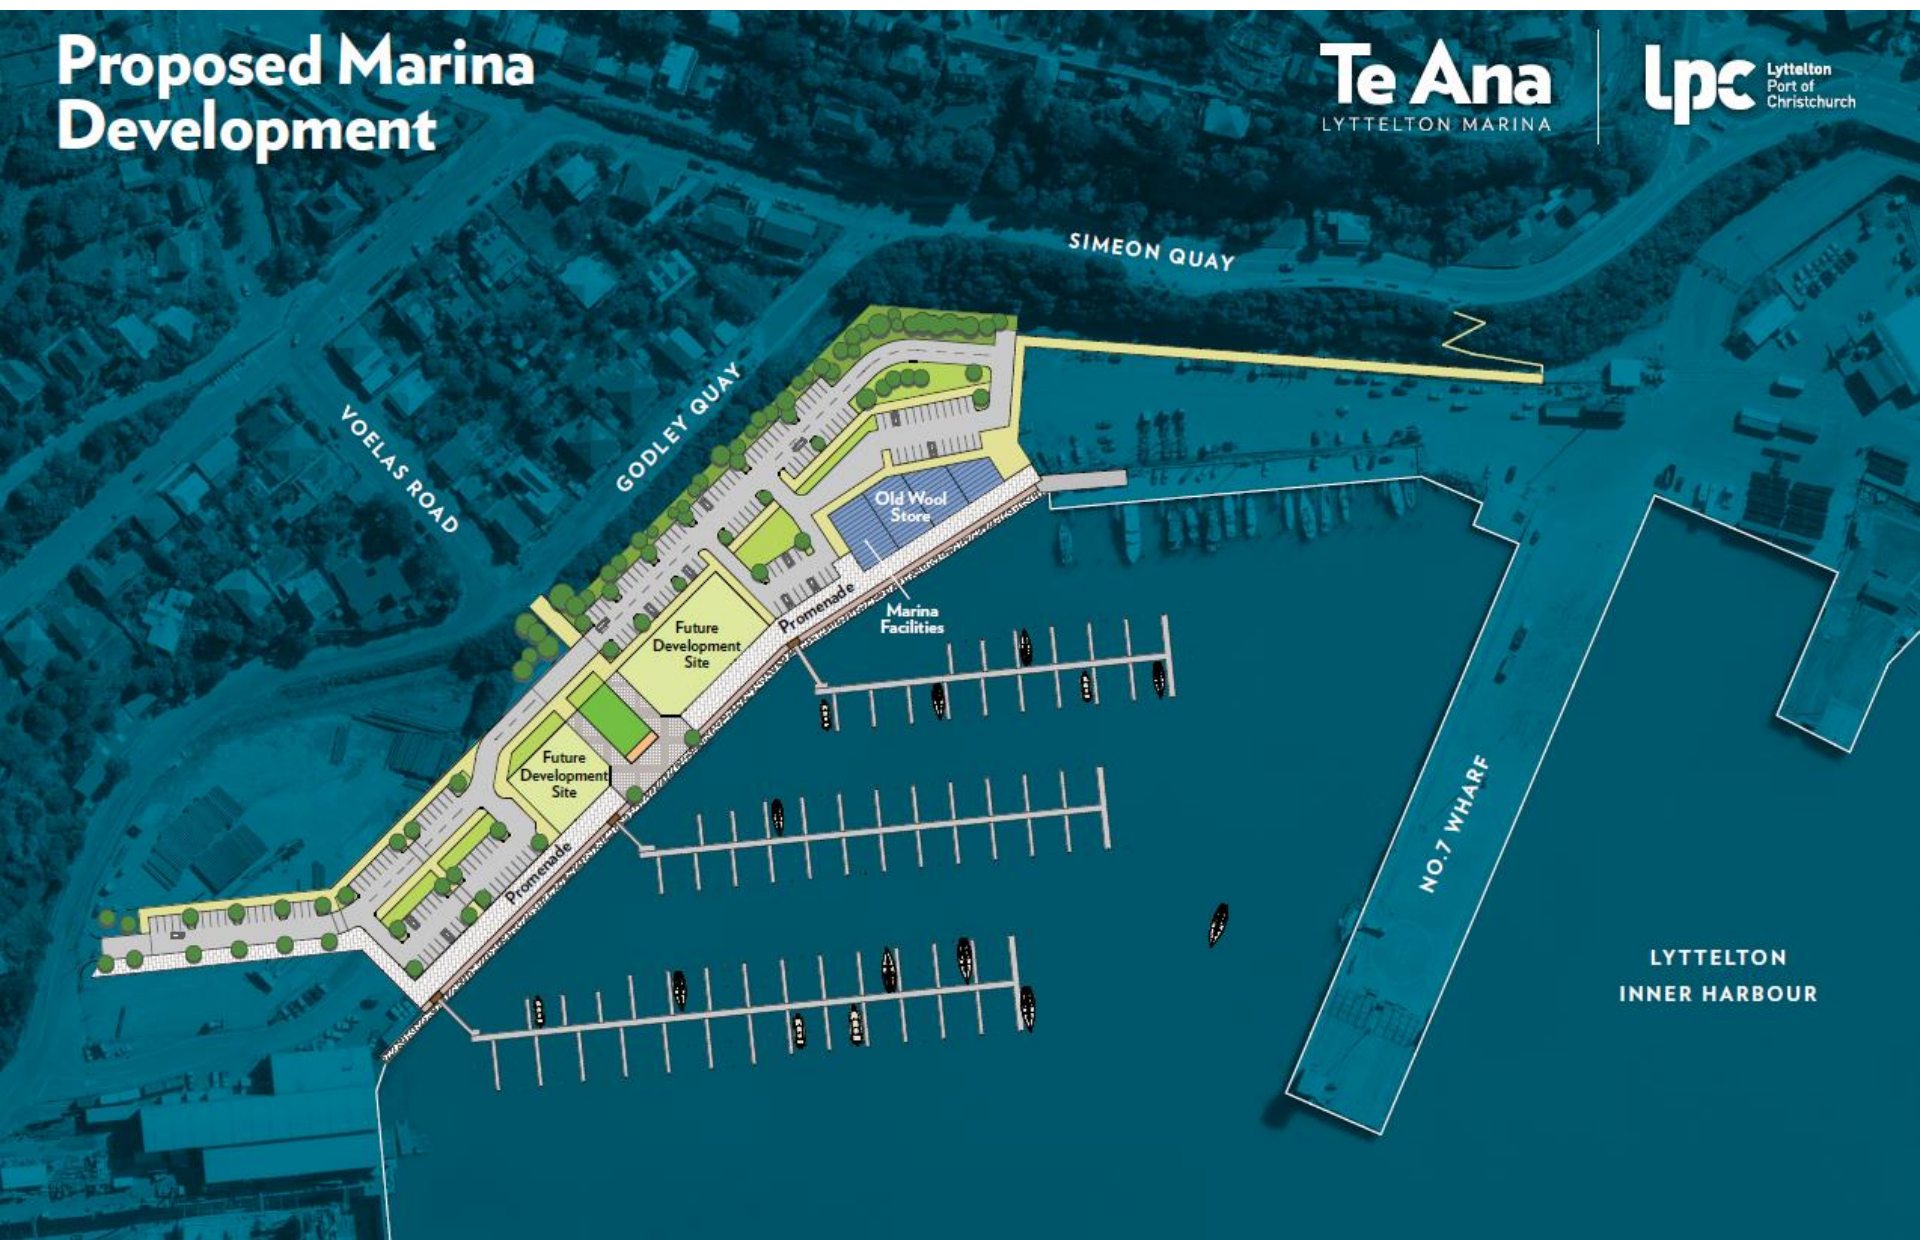 Proposed Marina
Development
Te Ana
LYTTELTON MARINA
lpc
Lyttelton
Port of
Christchurch
SIMEON QUAY
GODLEY QUAY
VOELAS ROAD
Old Wool
Store
Marina
Facilities
Promenade
Future
Development
Site
Future
Development
Site
Promenade
NO.7 WHARF
LYTTELTON
INNER HARBOUR